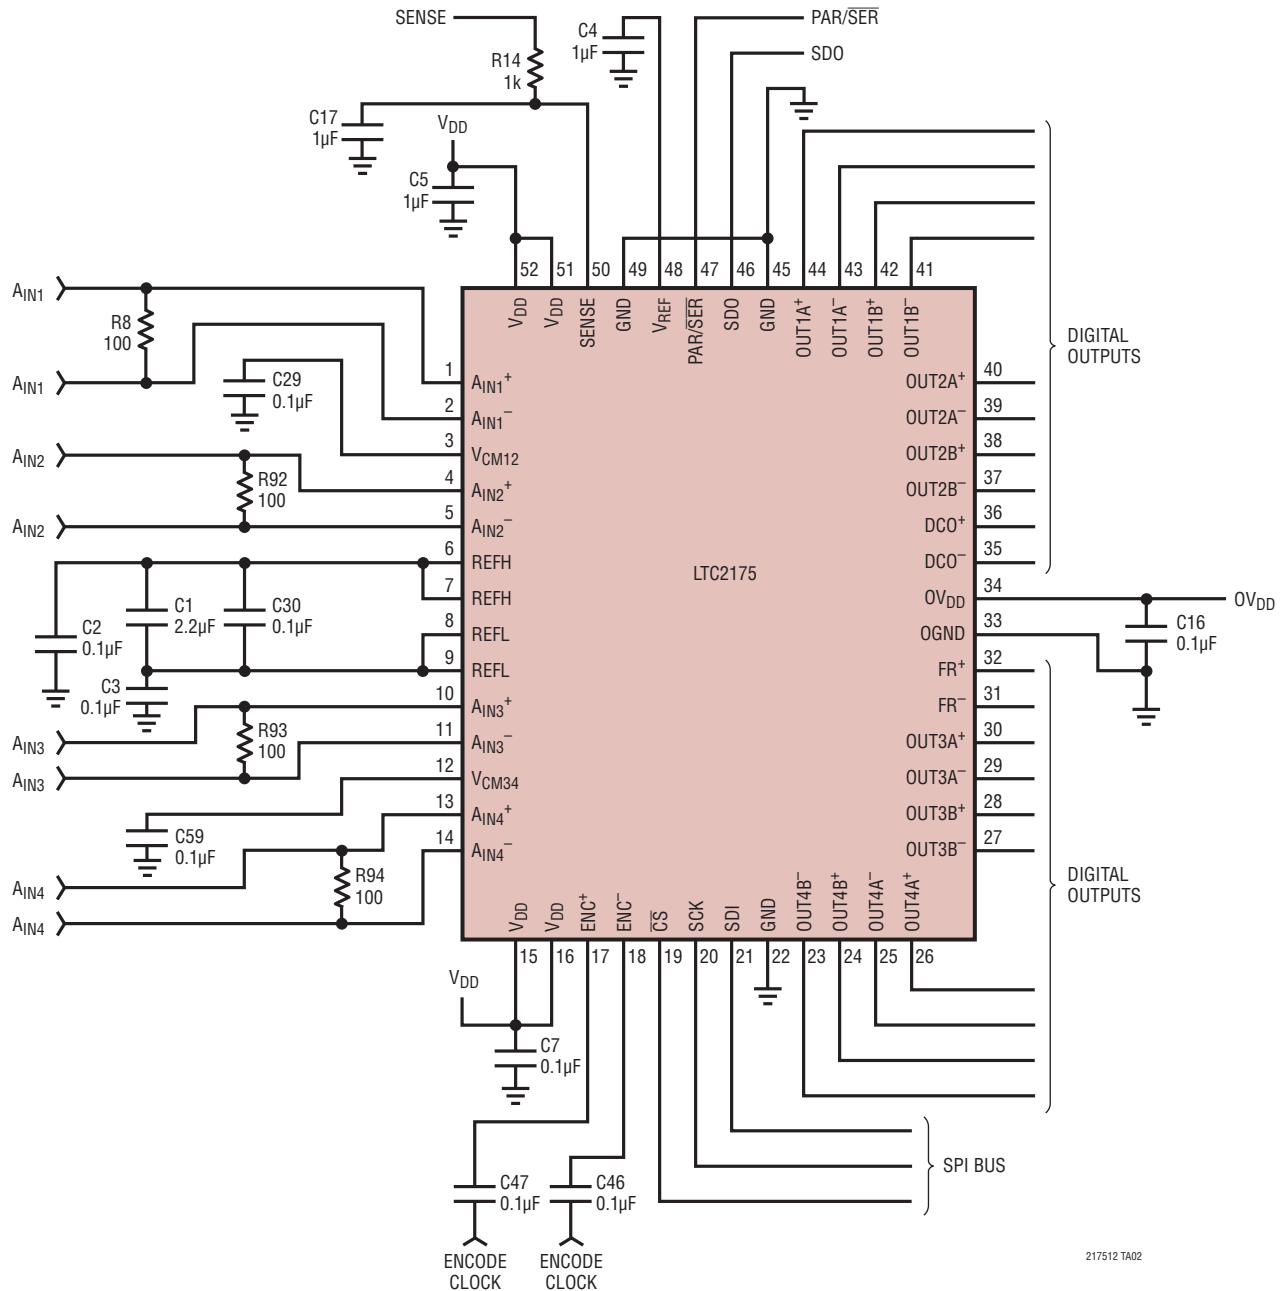 SENSE
R14
1k
C4
1µF
PAR/SER
SDO
C17
1µF
VDD
C5
1µF
52 51 50 49 48 47 46 45 44 43 42 41
VDD VDD SENSE GND VREF PAR/SER SDO GND OUT1A+ OUT1A– OUT1B+ OUT1B–
DIGITAL
OUTPUTS
AIN1
R8
100
AIN1
C29
0.1µF
AIN2
R92
100
AIN2
C2
0.1µF
C1
2.2µF
C30
0.1µF
C3
0.1µF
AIN3
R93
100
AIN3
C59
0.1µF
AIN4
R94
100
AIN4
1 AIN1+
2 AIN1–
3 VCM12
4 AIN2+
5 AIN2–
6 REFH
7 REFH
8 REFL
9 REFL
10 AIN3+
11 AIN3–
12 VCM34
13 AIN4+
14 AIN4–
LTC2175
OUT2A+ 40
OUT2A– 39
OUT2B+ 38
OUT2B– 37
DCO+ 36
DCO– 35
OVDD 34
OGND 33
FR+ 32
FR– 31
OUT3A+ 30
OUT3A– 29
OUT3B+ 28
OUT3B– 27
OVDD
C16
0.1µF
DIGITAL
OUTPUTS
VDD VDD ENC+ ENC– CS SCK SDI GND OUT4B– OUT4B+ OUT4A– OUT4A+
15 16 17 18 19 20 21 22 23 24 25 26
VDD
C7
0.1µF
SPI BUS
C47
0.1µF
C46
0.1µF
ENCODE
CLOCK
ENCODE
CLOCK
217512 TA02